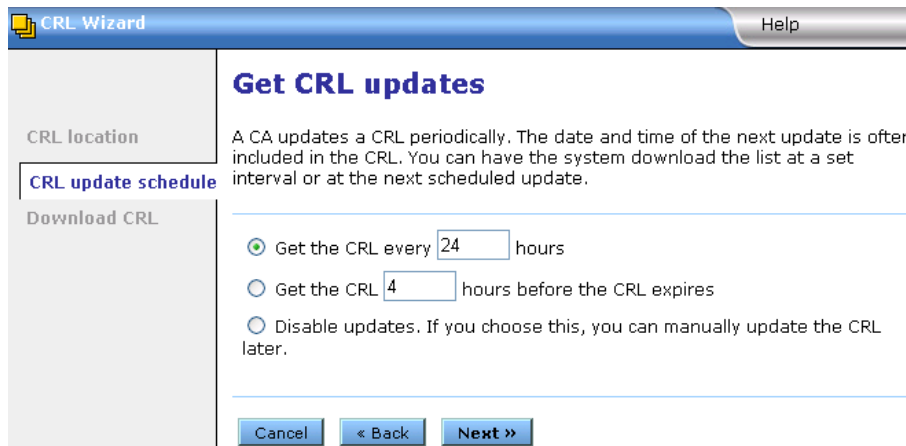 CRL Wizard
Help
CRL location
CRL update schedule
Download CRL
Get CRL updates
A CA updates a CRL periodically. The date and time of the next update is often
included in the CRL. You can have the system download the list at a set
interval or at the next scheduled update.
Get the CRL every 24 hours
Get the CRL 4 hours before the CRL expires
Disable updates. If you choose this, you can manually update the CRL
later.
Cancel
« Back
Next »